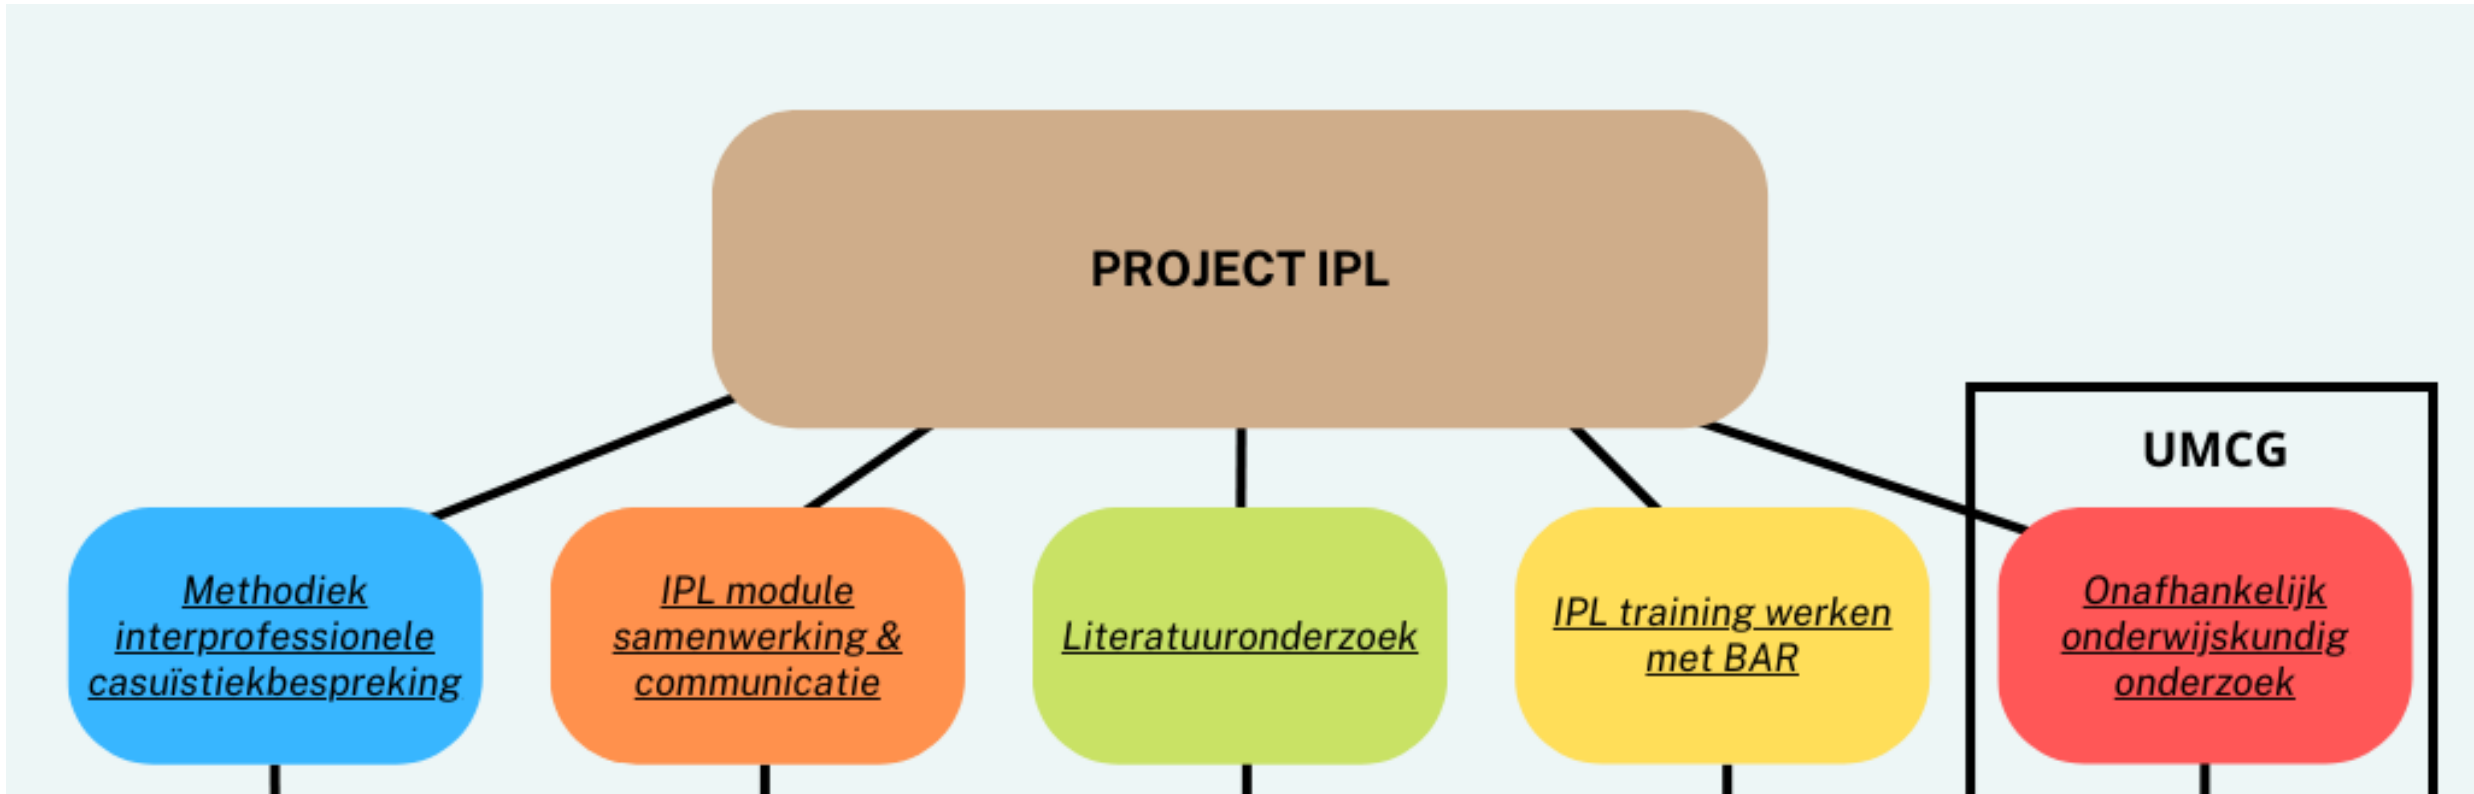 PROJECT IPL
UMCG
Methodiek
interprofessionele
casuïstiekbespreking
IPL module
samenwerking &
communicatie
Literatuuronderzoek
IPL training werken
met BAR
Onafhankelijk
onderwijskundig
onderzoek